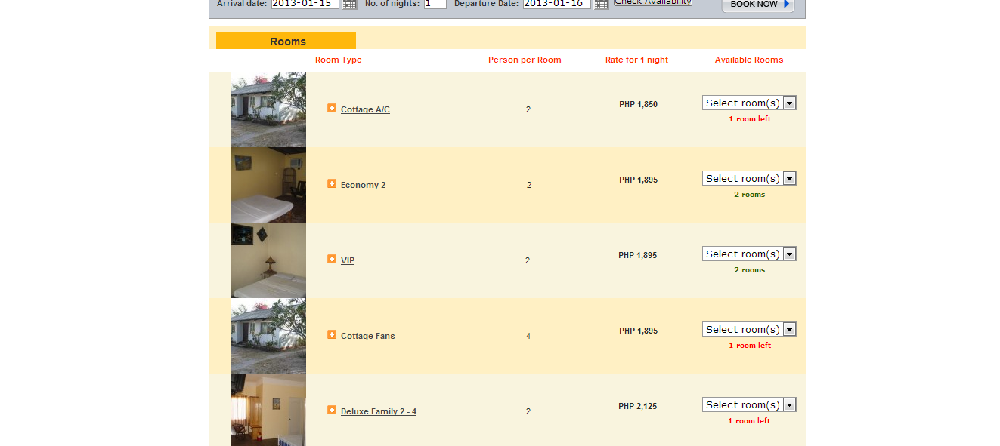 Arrival date: 2013-01-15 No. of nights: 1 Departure Date: 2013-01-16 Check Availability BOOK NOW
Rooms
Room Type Person per Room Rate for 1 night Available Rooms
Cottage A/C 2 PHP 1,850 Select room(s)
1 room left
Economy 2 2 PHP 1,895 Select room(s)
2 rooms
VIP 2 PHP 1,895 Select room(s)
2 rooms
Cottage Fans 4 PHP 1,895 Select room(s)
1 room left
Deluxe Family 2 - 4 2 PHP 2,125 Select room(s)
1 room left